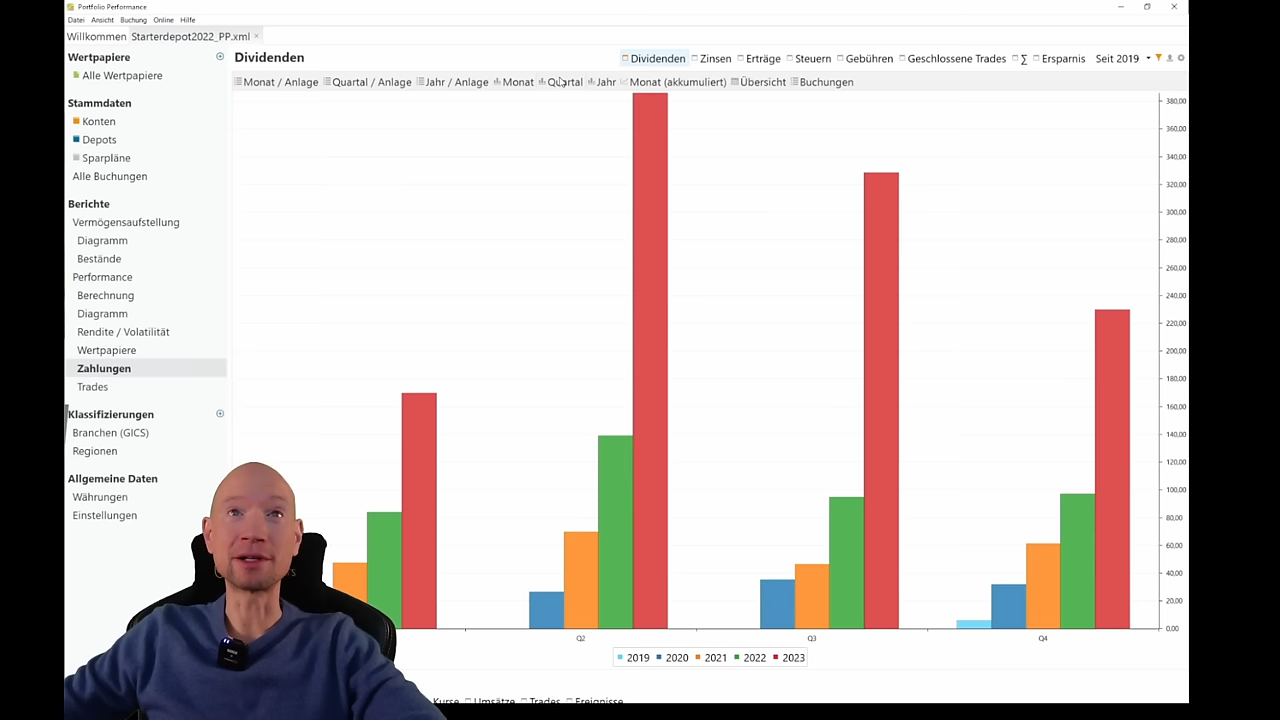 Portfolio Performance
Datei Ansicht Buchung Online Hilfe
Willkommen Starterdepot2022_PP.xml
Wertpapiere
Alle Wertpapiere
Stammdaten
Konten
Depots
Sparpläne
Alle Buchungen
Berichte
Vermögensaufstellung
Diagramm
Bestände
Performance
Berechnung
Diagramm
Rendite / Volatilität
Wertpapiere
Zahlungen
Trades
Klassifizierungen
Branchen (GICS)
Regionen
Allgemeine Daten
Währungen
Einstellungen
Dividenden
Dividenden Zinsen Erträge Steuern Gebühren Geschlossene Trades ∑ Ersparnis Seit 2019
Monat / Anlage Quartal / Anlage Jahr / Anlage Monat Quartal Jahr Monat (akkumuliert) Übersicht Buchungen
380,00
360,00
340,00
320,00
300,00
280,00
260,00
240,00
220,00
200,00
180,00
160,00
140,00
120,00
100,00
80,00
60,00
40,00
20,00
0,00
Q2 Q3 Q4
2019 2020 2021 2022 2023
Kurse Umsätze Trades Ereignisse